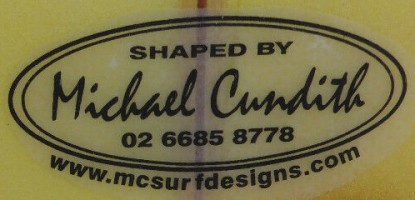 SHAPED BY
Michael Cundith
02 6685 8778
www.mcsurfdesigns.com